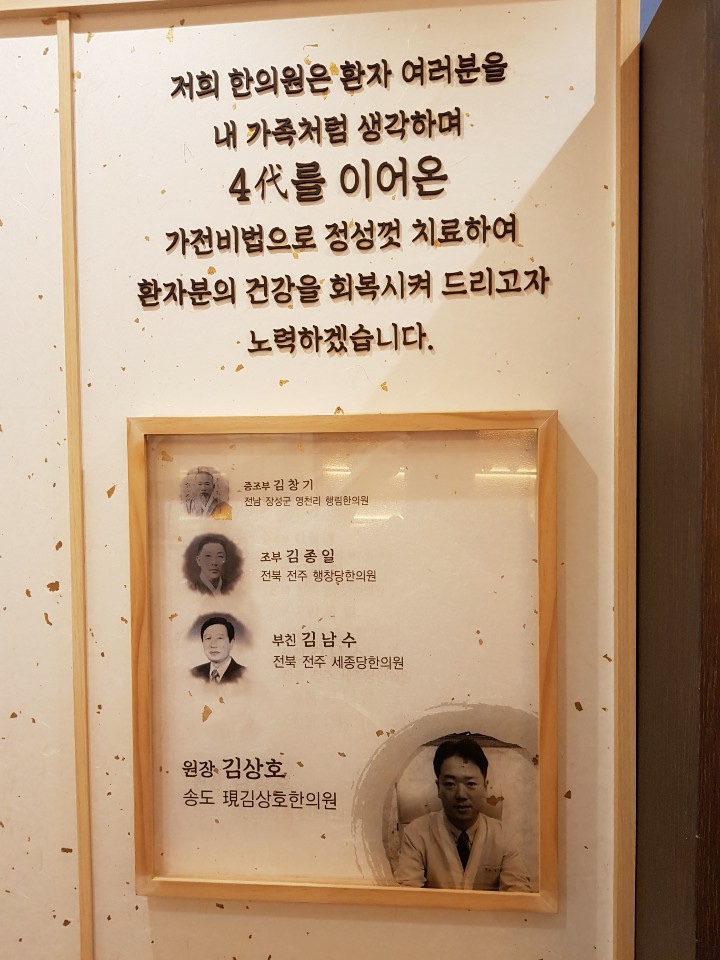 저희 한의원은 환자 여러분을
내 가족처럼 생각하며
4代를 이어온
가전비법으로 정성껏 치료하여
환자분의 건강을 회복시켜 드리고자
노력하겠습니다.
증조부 김창기
전남 장성군 명천리 행림한의원
조부 김종일
전북 전주 행창당한의원
부친 김남수
전북 전주 세종당한의원
원장 김상호
송도 現김상호한의원